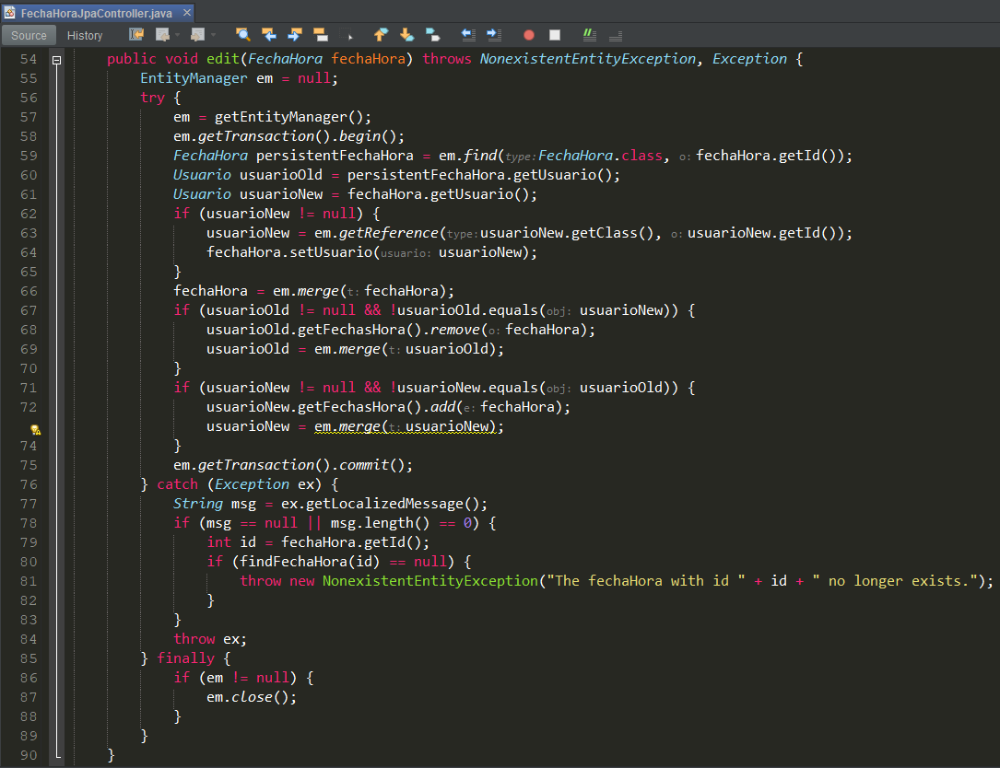 FechaHoraJpaController.java
Source History
54 public void edit(FechaHora fechaHora) throws NonexistentEntityException, Exception {
55 EntityManager em = null;
56 try {
57 em = getEntityManager();
58 em.getTransaction().begin();
59 FechaHora persistentFechaHora = em.find(type:FechaHora.class, o: fechaHora.getId());
60 Usuario usuarioOld = persistentFechaHora.getUsuario();
61 Usuario usuarioNew = fechaHora.getUsuario();
62 if (usuarioNew != null) {
63 usuarioNew = em.getReference(type:usuarioNew.getClass(), o: usuarioNew.getId());
64 fechaHora.setUsuario(usuario: usuarioNew);
65 }
66 fechaHora = em.merge(t: fechaHora);
67 if (usuarioOld != null && !usuarioOld.equals(obj: usuarioNew)) {
68 usuarioOld.getFechasHora().remove(o: fechaHora);
69 usuarioOld = em.merge(t: usuarioOld);
70 }
71 if (usuarioNew != null && !usuarioNew.equals(obj: usuarioOld)) {
72 usuarioNew.getFechasHora().add(e: fechaHora);
usuarioNew = em.merge(t: usuarioNew);
74 }
75 em.getTransaction().commit();
76 } catch (Exception ex) {
77 String msg = ex.getLocalizedMessage();
78 if (msg == null || msg.length() == 0) {
79 int id = fechaHora.getId();
80 if (findFechaHora(id) == null) {
81 throw new NonexistentEntityException("The fechaHora with id " + id + " no longer exists.");
82 }
83 }
84 throw ex;
85 } finally {
86 if (em != null) {
87 em.close();
88 }
89 }
90 }